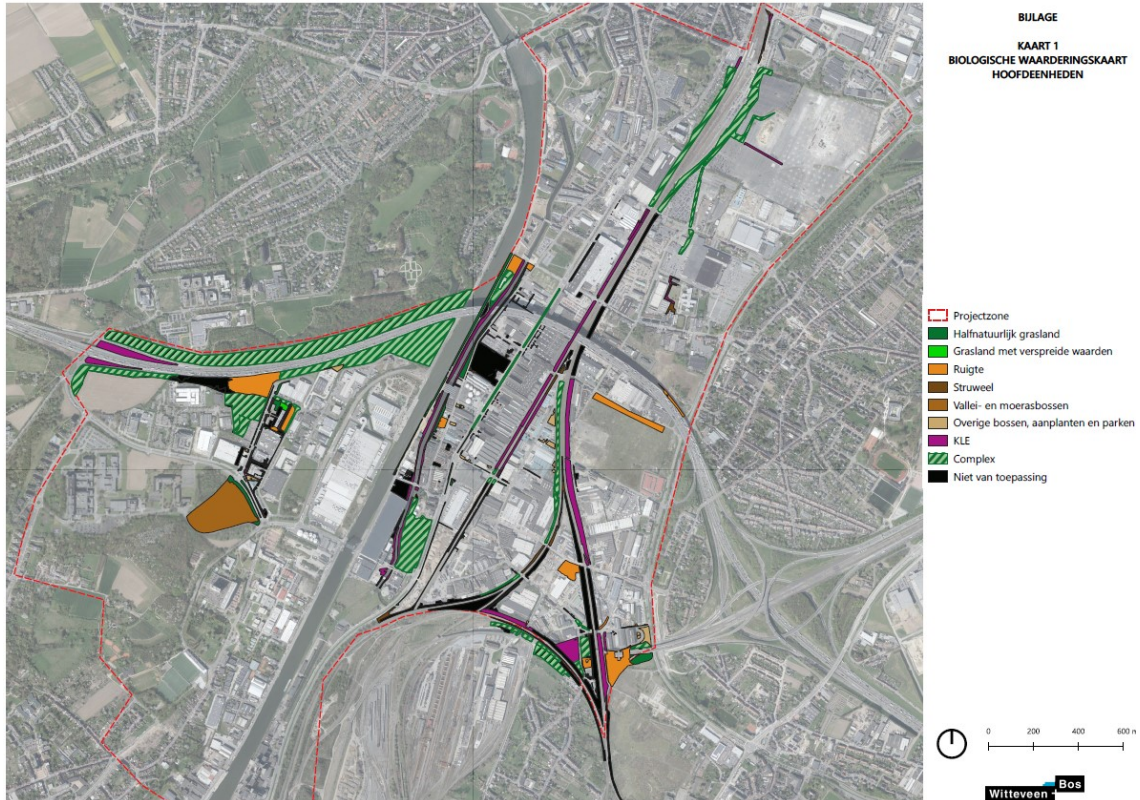 BIJLAGE
KAART 1
BIOLOGISCHE WAARDERINGSKAART
HOOFDEENHEDEN
Projectzone
Halfnatuurlijk grasland
Grasland met verspreide waarden
Ruigte
Struweel
Vallei- en moerasbossen
Overige bossen, aanplanten en parken
KLE
Complex
Niet van toepassing
0 200 400 600 m
Witteveen + Bos